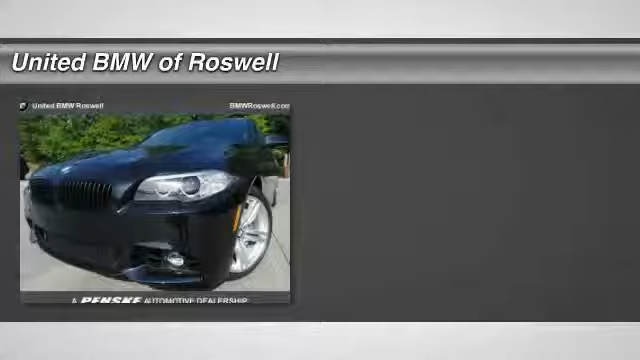 United BMW of Roswell
United BMW Roswell
BMWRoswell.com
A PENSKE AUTOMOTIVE DEALERSHIP